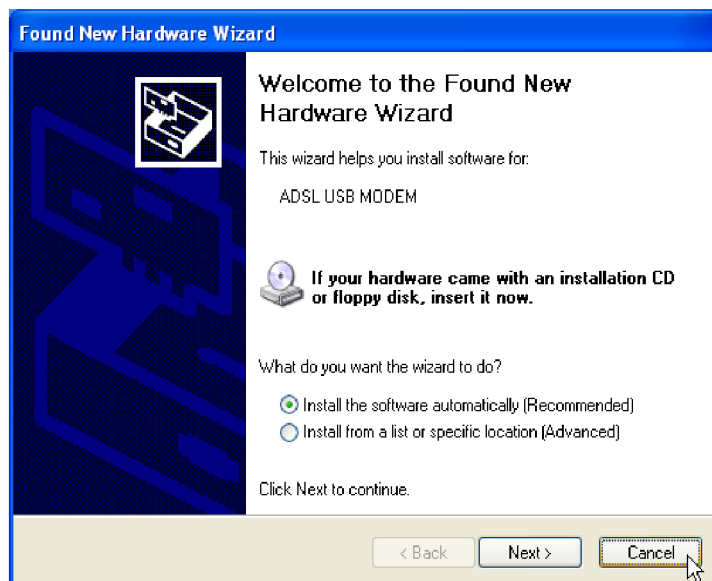 Found New Hardware Wizard
Welcome to the Found New
Hardware Wizard
This wizard helps you install software for:
ADSL USB MODEM
If your hardware came with an installation CD
or floppy disk, insert it now.
What do you want the wizard to do?
Install the software automatically (Recommended)
Install from a list or specific location (Advanced)
Click Next to continue.
< Back Next > Cancel